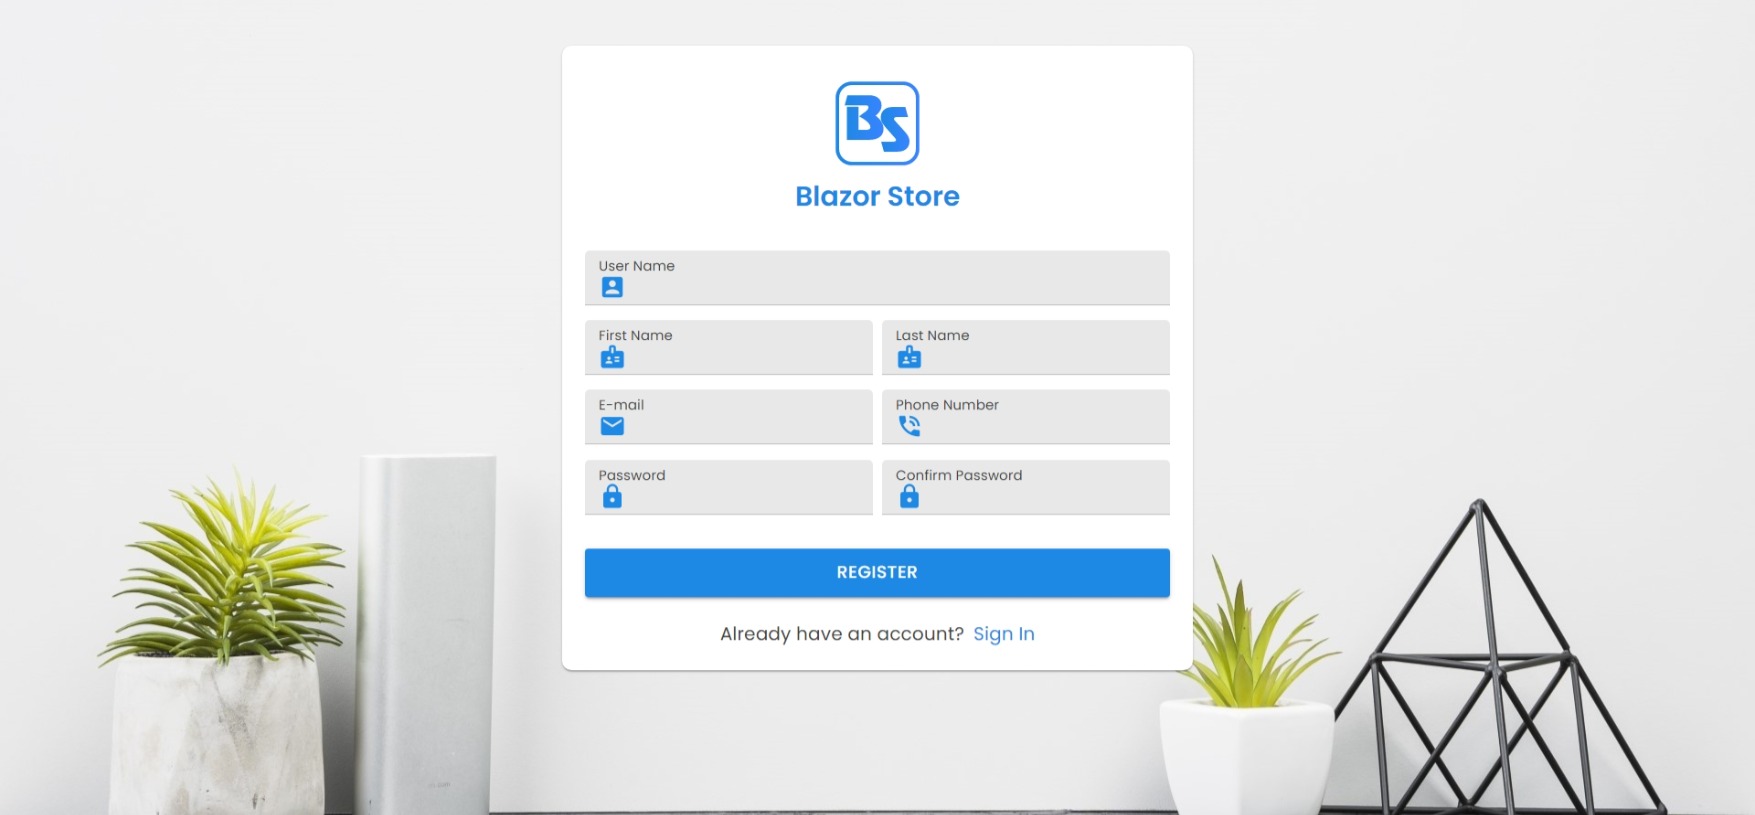 BS
Blazor Store
User Name
First Name Last Name
E-mail Phone Number
Password Confirm Password
REGISTER
Already have an account? Sign In